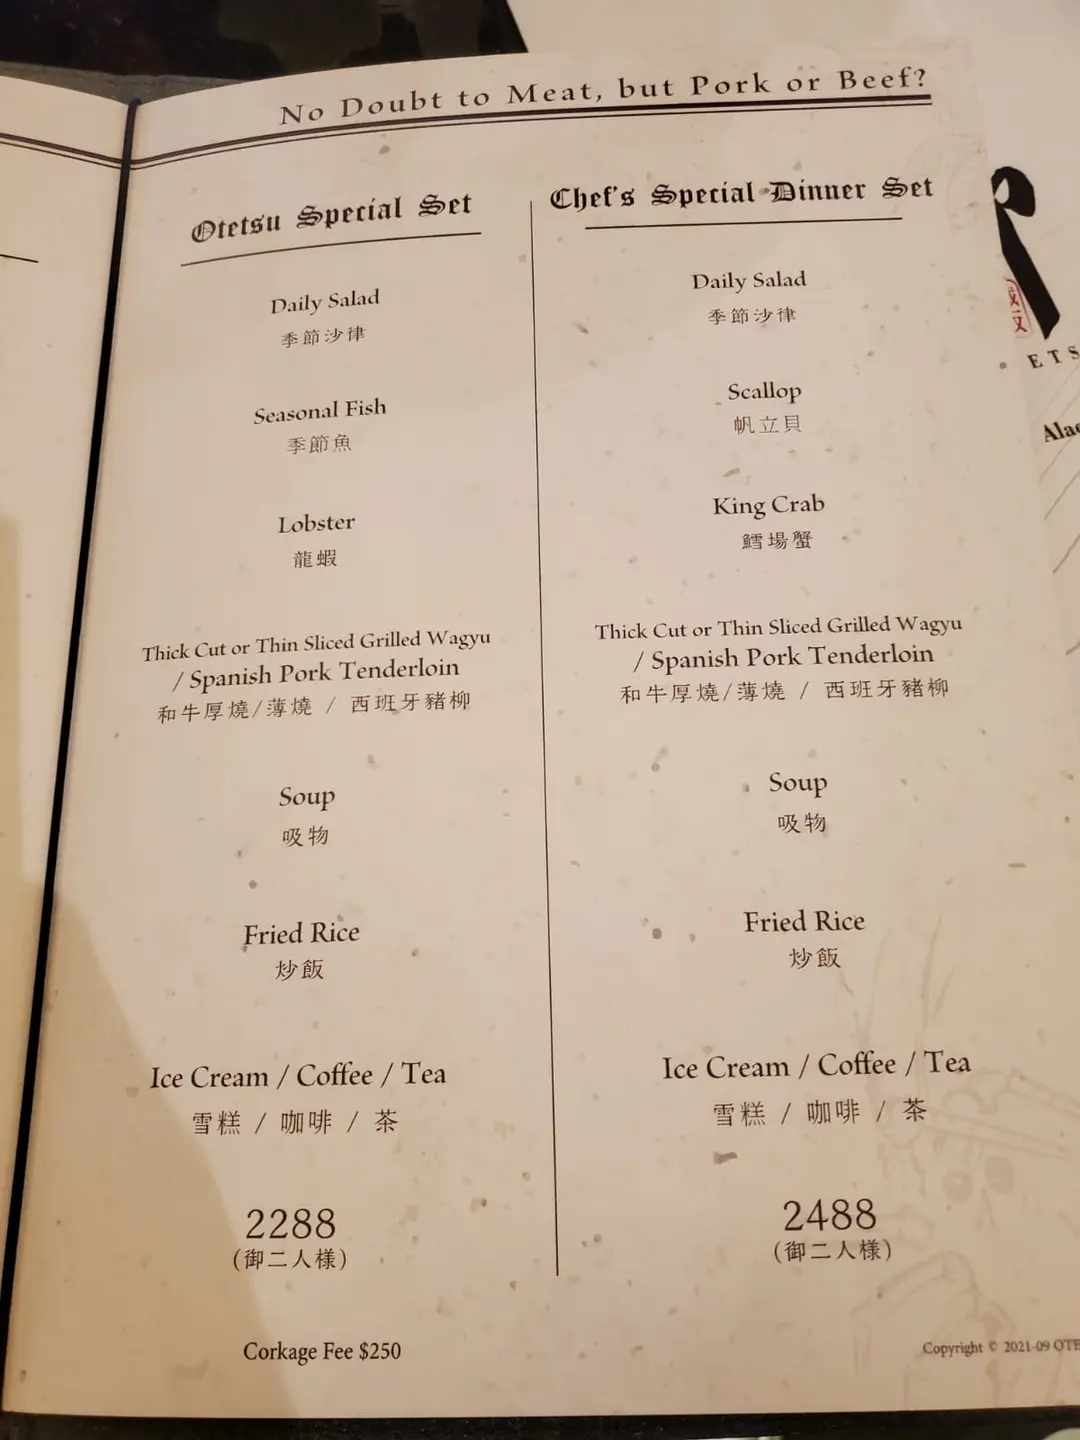 No Doubt to Meat, but Pork or Beef?
Otetsu Special Set
Daily Salad
季節沙律
Seasonal Fish
季節魚
Lobster
龍蝦
Thick Cut or Thin Sliced Grilled Wagyu
/ Spanish Pork Tenderloin
和牛厚燒/薄燒 / 西班牙豬柳
Soup
吸物
Fried Rice
炒飯
Ice Cream / Coffee / Tea
雪糕 / 咖啡 / 茶
2288
(御二人様)
Corkage Fee $250
Chef's Special Dinner Set
Daily Salad
季節沙律
Scallop
帆立貝
King Crab
鱈場蟹
Thick Cut or Thin Sliced Grilled Wagyu
/ Spanish Pork Tenderloin
和牛厚燒/薄燒 / 西班牙豬柳
Soup
吸物
Fried Rice
炒飯
Ice Cream / Coffee / Tea
雪糕 / 咖啡 / 茶
2488
(御二人様)
Copyright © 2021-09 OTE
ETS
Alac